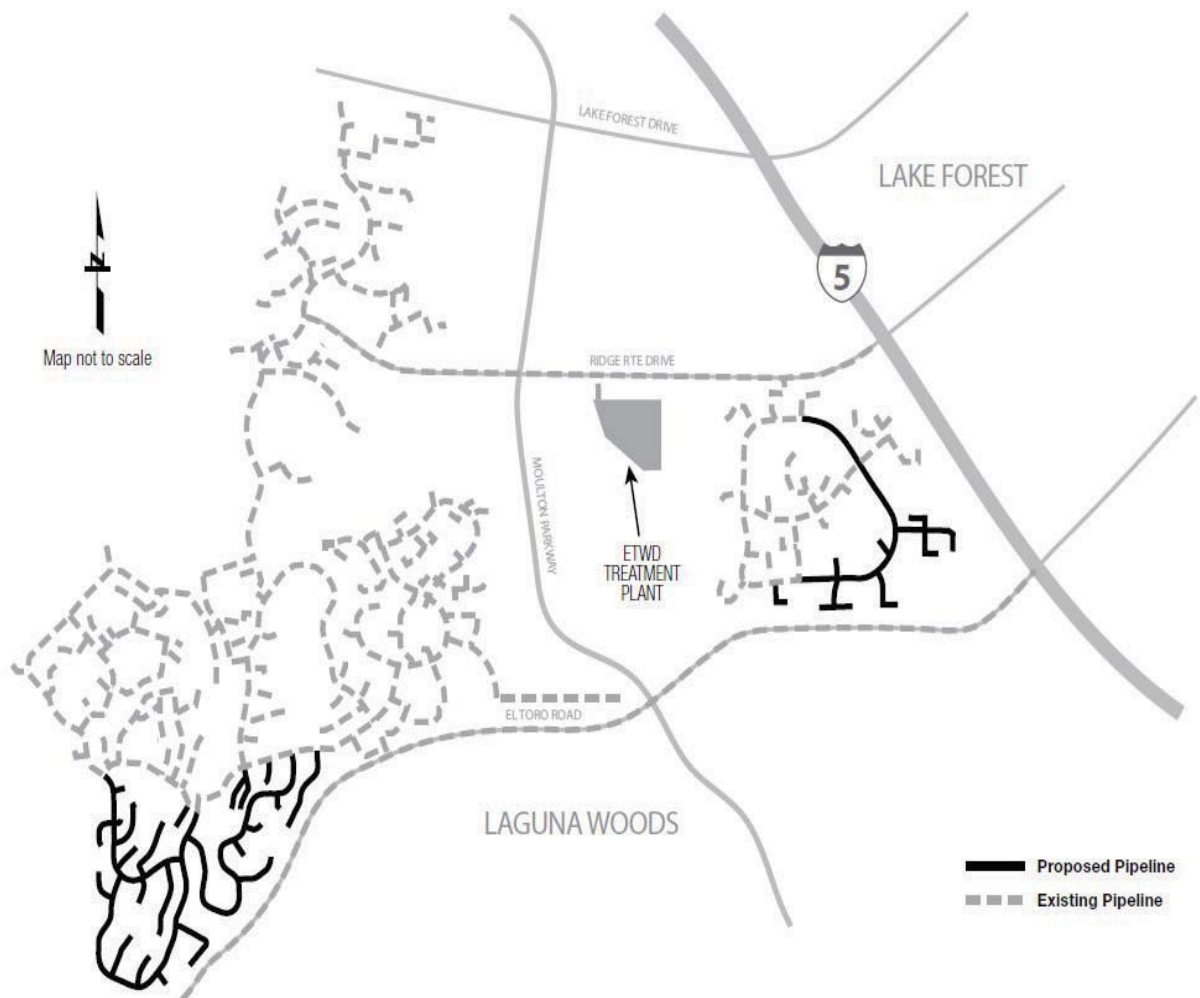 LAKE FOREST DRIVE
LAKE FOREST
5
N
Map not to scale
RIDGE RTE DRIVE
MOULTON PARKWAY
ETWD
TREATMENT
PLANT
EL TORO ROAD
LAGUNA WOODS
Proposed Pipeline
Existing Pipeline